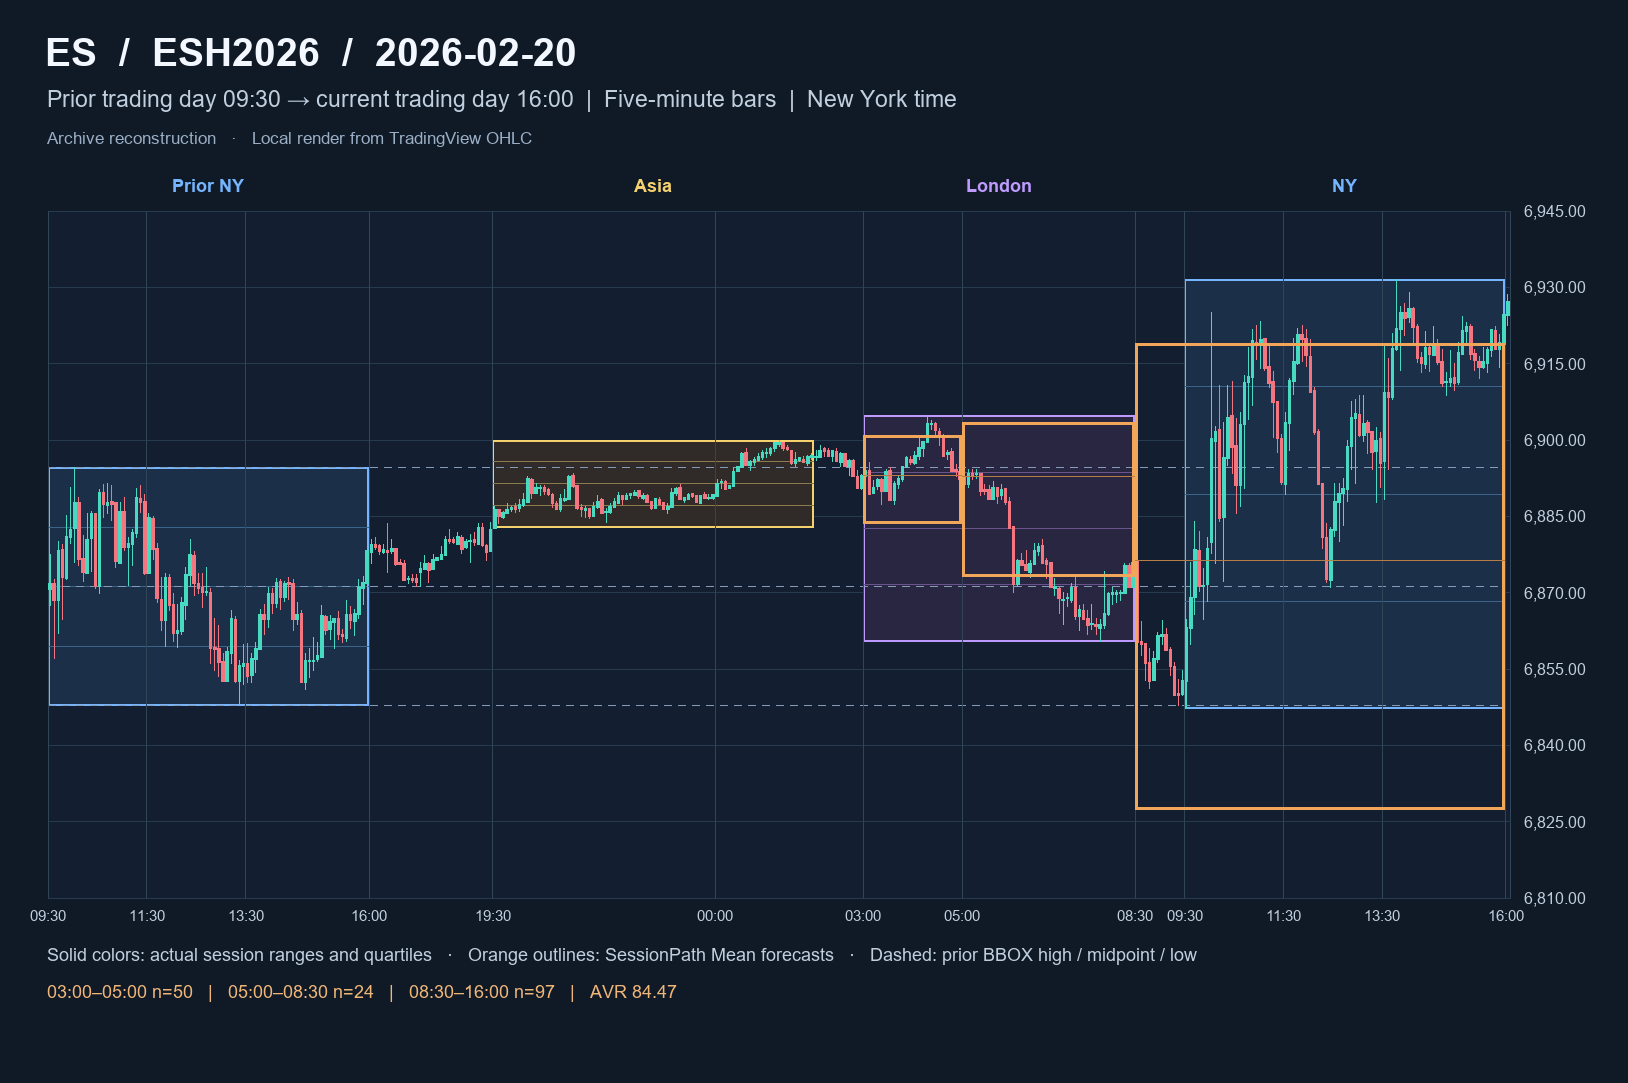 ES / ESH2026 / 2026-02-20
Prior trading day 09:30 → current trading day 16:00 | Five-minute bars | New York time
Archive reconstruction · Local render from TradingView OHLC
Prior NY Asia London NY
6,945.00
6,930.00
6,915.00
6,900.00
6,885.00
6,870.00
6,855.00
6,840.00
6,825.00
6,810.00
09:30 11:30 13:30 16:00 19:30 00:00 03:00 05:00 08:30 09:30 11:30 13:30 16:00
Solid colors: actual session ranges and quartiles · Orange outlines: SessionPath Mean forecasts · Dashed: prior BBOX high / midpoint / low
03:00–05:00 n=50 | 05:00–08:30 n=24 | 08:30–16:00 n=97 | AVR 84.47